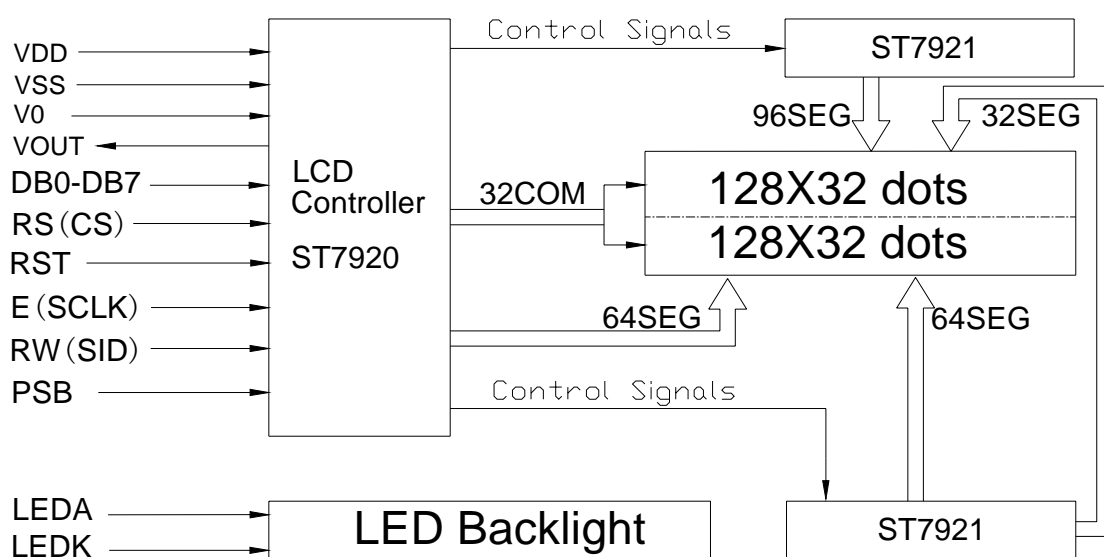 VDD
VSS
V0
VOUT
DB0-DB7
RS(CS)
RST
E(SCLK)
RW(SID)
PSB
LCD
Controller
ST7920
Control Signals
ST7921
96SEG
32SEG
32COM
128X32 dots
128X32 dots
64SEG
64SEG
Control Signals
LEDA
LEDK
LED Backlight
ST7921